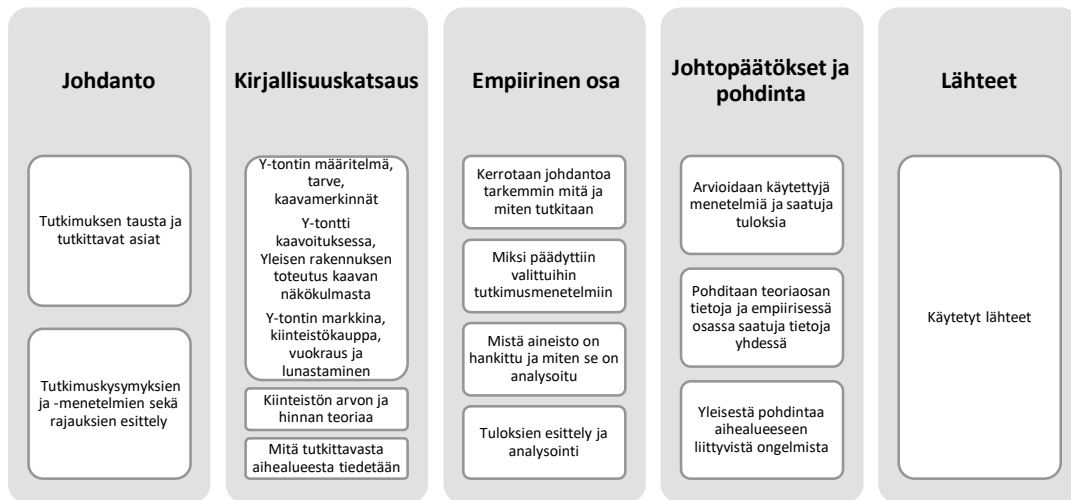 Johdanto
Tutkimuksen tausta ja
tutkittavat asiat
Tutkimuskysymyksien
ja -menetelmien sekä
rajauksien esittely
Kirjallisuuskatsaus
Y-tontin määritelmä,
tarve,
kaavamerkinnät
Y-tontti
kaavoituksessa,
Yleisen rakennuksen
toteutus kaavan
näkökulmasta
Y-tontin markkina,
kiinteistökauppa,
vuokraus ja
lunastaminen
Kiinteistön arvon ja
hinnan teoriaa
Mitä tutkittavasta
aihealueesta tiedetään
Empiirinen osa
Kerrotaan johdantoa
tarkemmin mitä ja
miten tutkitaan
Miksi päädyttiin
valittuihin
tutkimusmenetelmiin
Mistä aineisto on
hankittu ja miten se on
analysoitu
Tuloksien esittely ja
analysointi
Johtopäätökset ja
pohdinta
Arvioidaan käytettyjä
menetelmiä ja saatuja
tuloksia
Pohditaan teoriaosan
tietoja ja empiirisessä
osassa saatuja tietoja
yhdessä
Yleisestä pohdintaa
aihealueeseen
liittyvistä ongelmista
Lähteet
Käytetyt lähteet